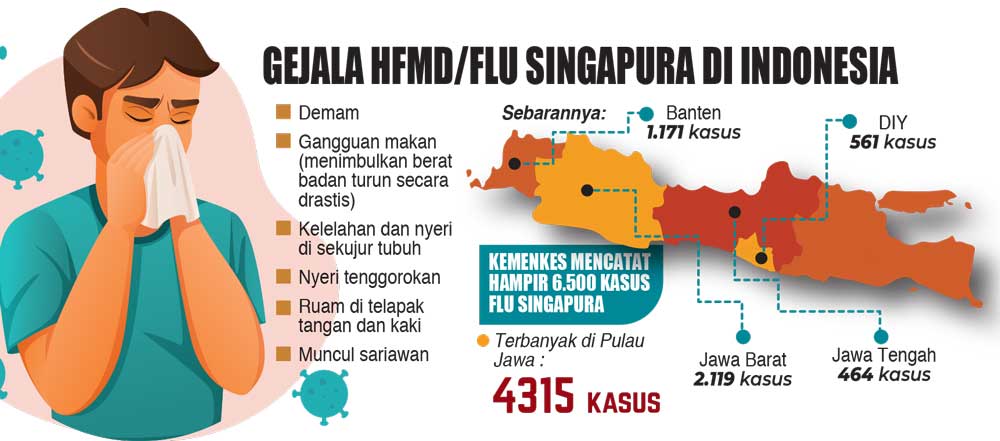 GEJALA HFMD/FLU SINGAPURA DI INDONESIA
Demam
Gangguan makan
(menimbulkan berat
badan turun secara
drastis)
Kelelahan dan nyeri
di sekujur tubuh
Nyeri tenggorokan
Ruam di telapak
tangan dan kaki
Muncul sariawan
Sebarannya:
Banten
1.171 kasus
DIY
561 kasus
KEMENKES MENCATAT
HAMPIR 6.500 KASUS
FLU SINGAPURA
Terbanyak di Pulau
Jawa :
4315 KASUS
Jawa Barat
2.119 kasus
Jawa Tengah
464 kasus